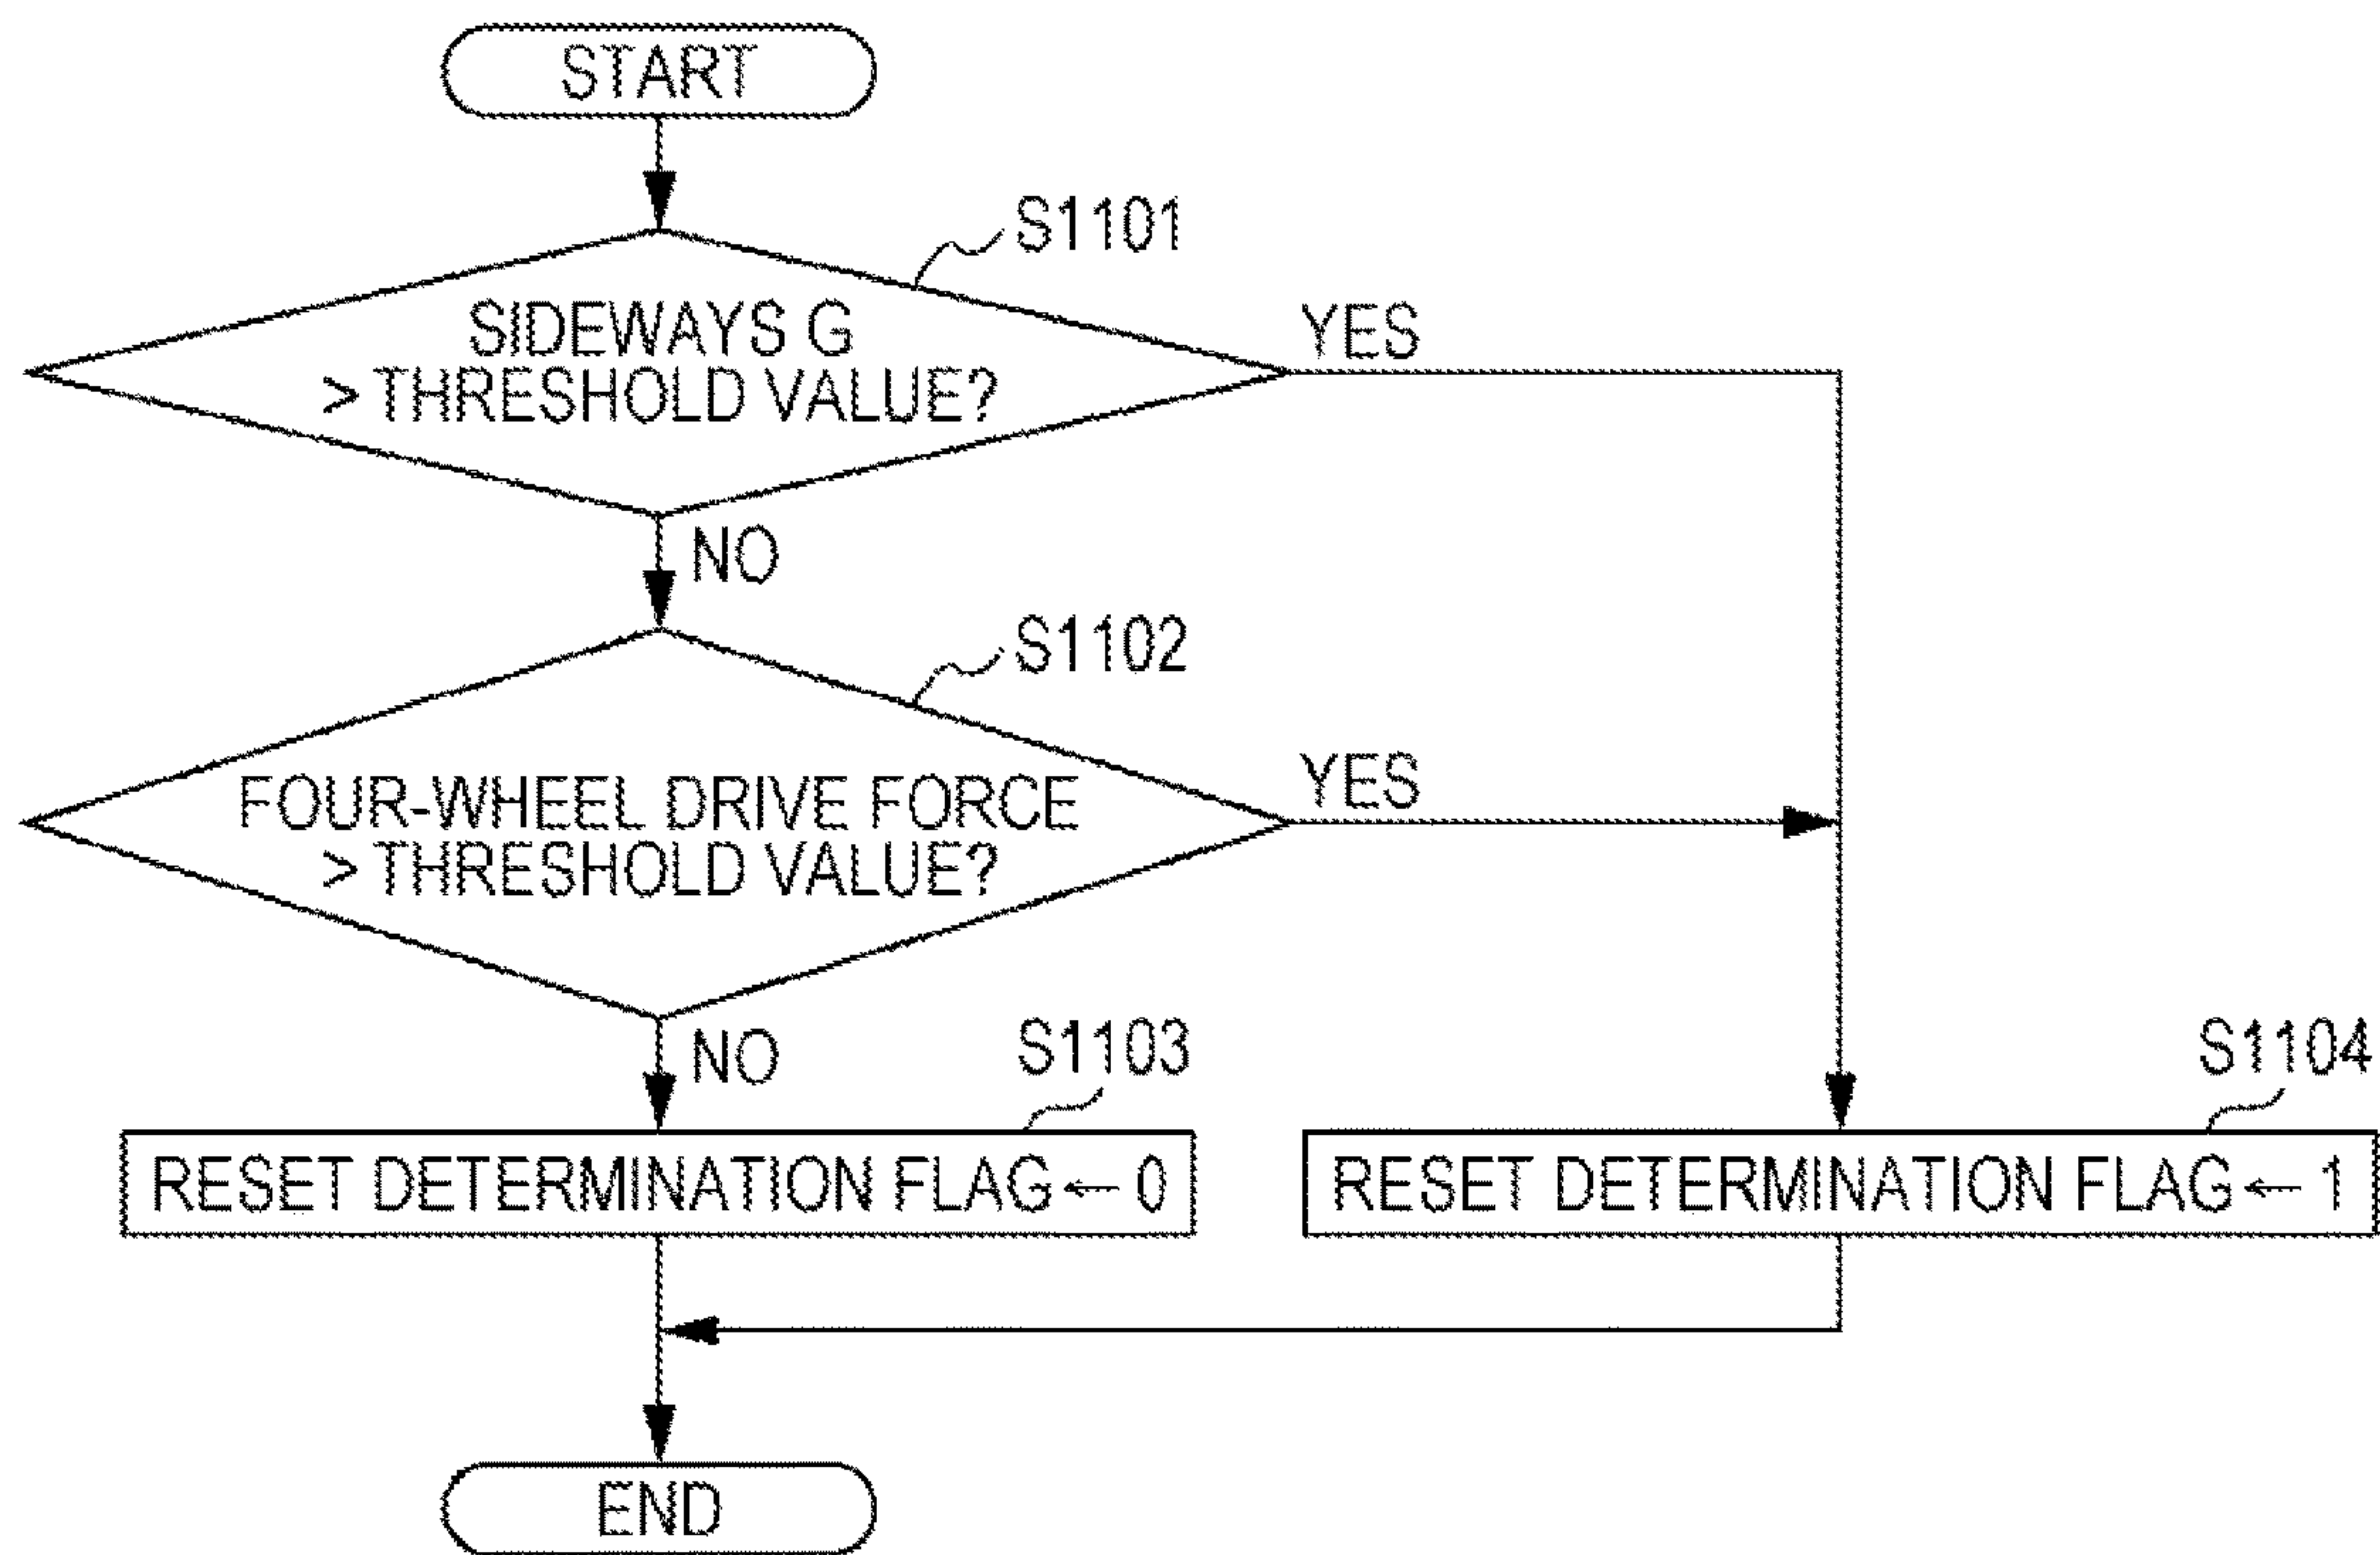 START
S1101
SIDEWAYS G
> THRESHOLD VALUE?
YES
NO
S1102
FOUR-WHEEL DRIVE FORCE
> THRESHOLD VALUE?
YES
NO
S1103
S1104
RESET DETERMINATION FLAG ← 0
RESET DETERMINATION FLAG ← 1
END